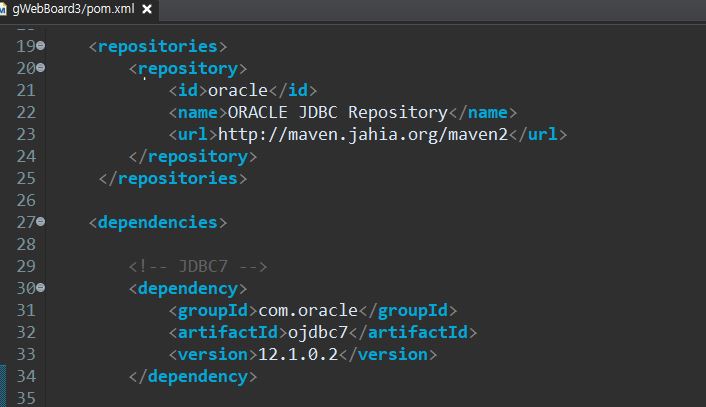 gWebBoard3/pom.xml
19 <repositories>
20 <repository>
21 <id>oracle</id>
22 <name>ORACLE JDBC Repository</name>
23 <url>http://maven.jahia.org/maven2</url>
24 </repository>
25 </repositories>
26
27 <dependencies>
28
29 <!-- JDBC7 -->
30 <dependency>
31 <groupId>com.oracle</groupId>
32 <artifactId>ojdbc7</artifactId>
33 <version>12.1.0.2</version>
34 </dependency>
35